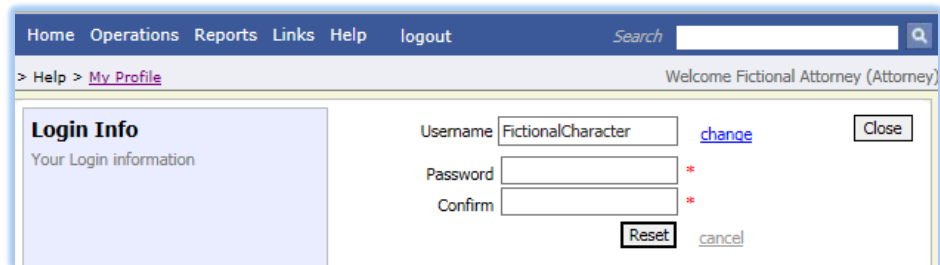 Home Operations Reports Links Help logout Search
> Help > My Profile Welcome Fictional Attorney (Attorney)
Login Info
Your Login information
Username FictionalCharacter change Close
Password *
Confirm *
Reset cancel